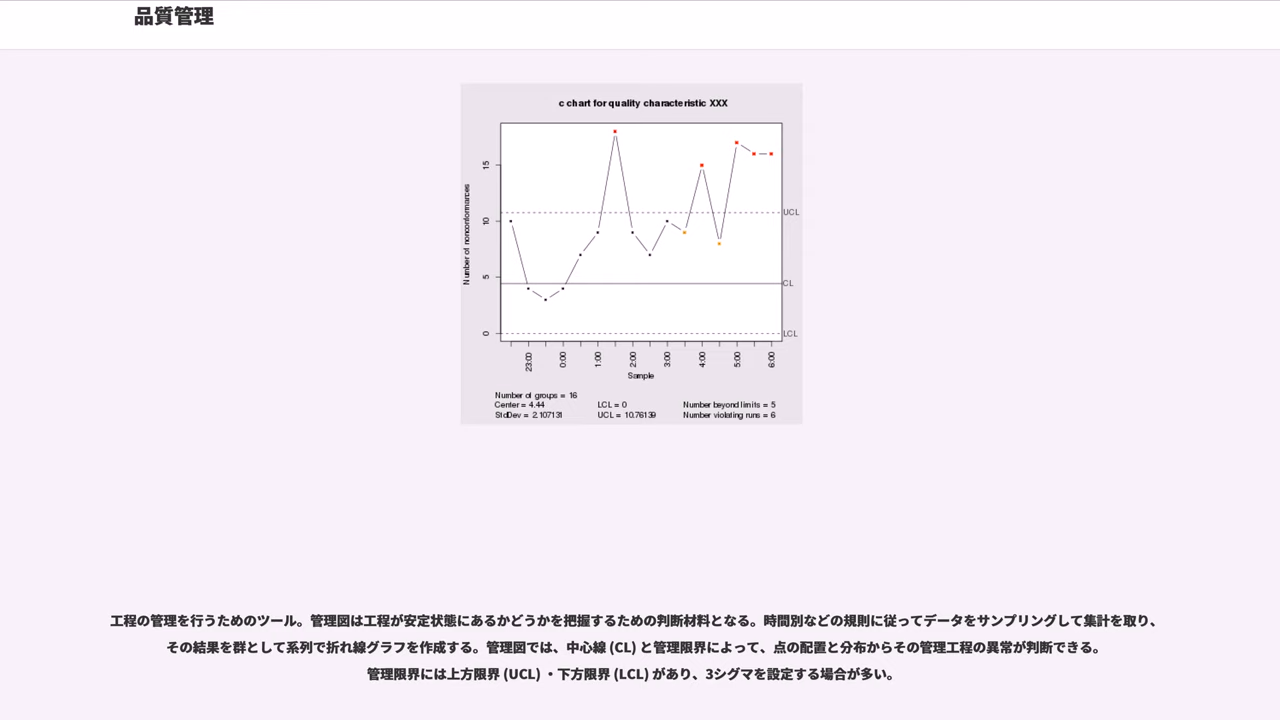 品質管理
c chart for quality characteristic XXX
Number of nonconformances
15
10
5
0
UCL
CL
LCL
23:00
0:00
1:00
2:00
3:00
4:00
5:00
6:00
Sample
Number of groups = 16
Center = 4.44
LCL = 0
Number beyond limits = 5
StdDev = 2.107131
UCL = 10.76139
Number violating runs = 6
工程の管理を行うためのツール。管理図は工程が安定状態にあるかどうかを把握するための判断材料となる。時間別などの規則に従ってデータをサンプリングして集計を取り、
その結果を群として系列で折れ線グラフを作成する。管理図では、中心線 (CL) と管理限界によって、点の配置と分布からその管理工程の異常が判断できる。
管理限界には上方限界 (UCL) ・下方限界 (LCL) があり、3シグマを設定する場合が多い。